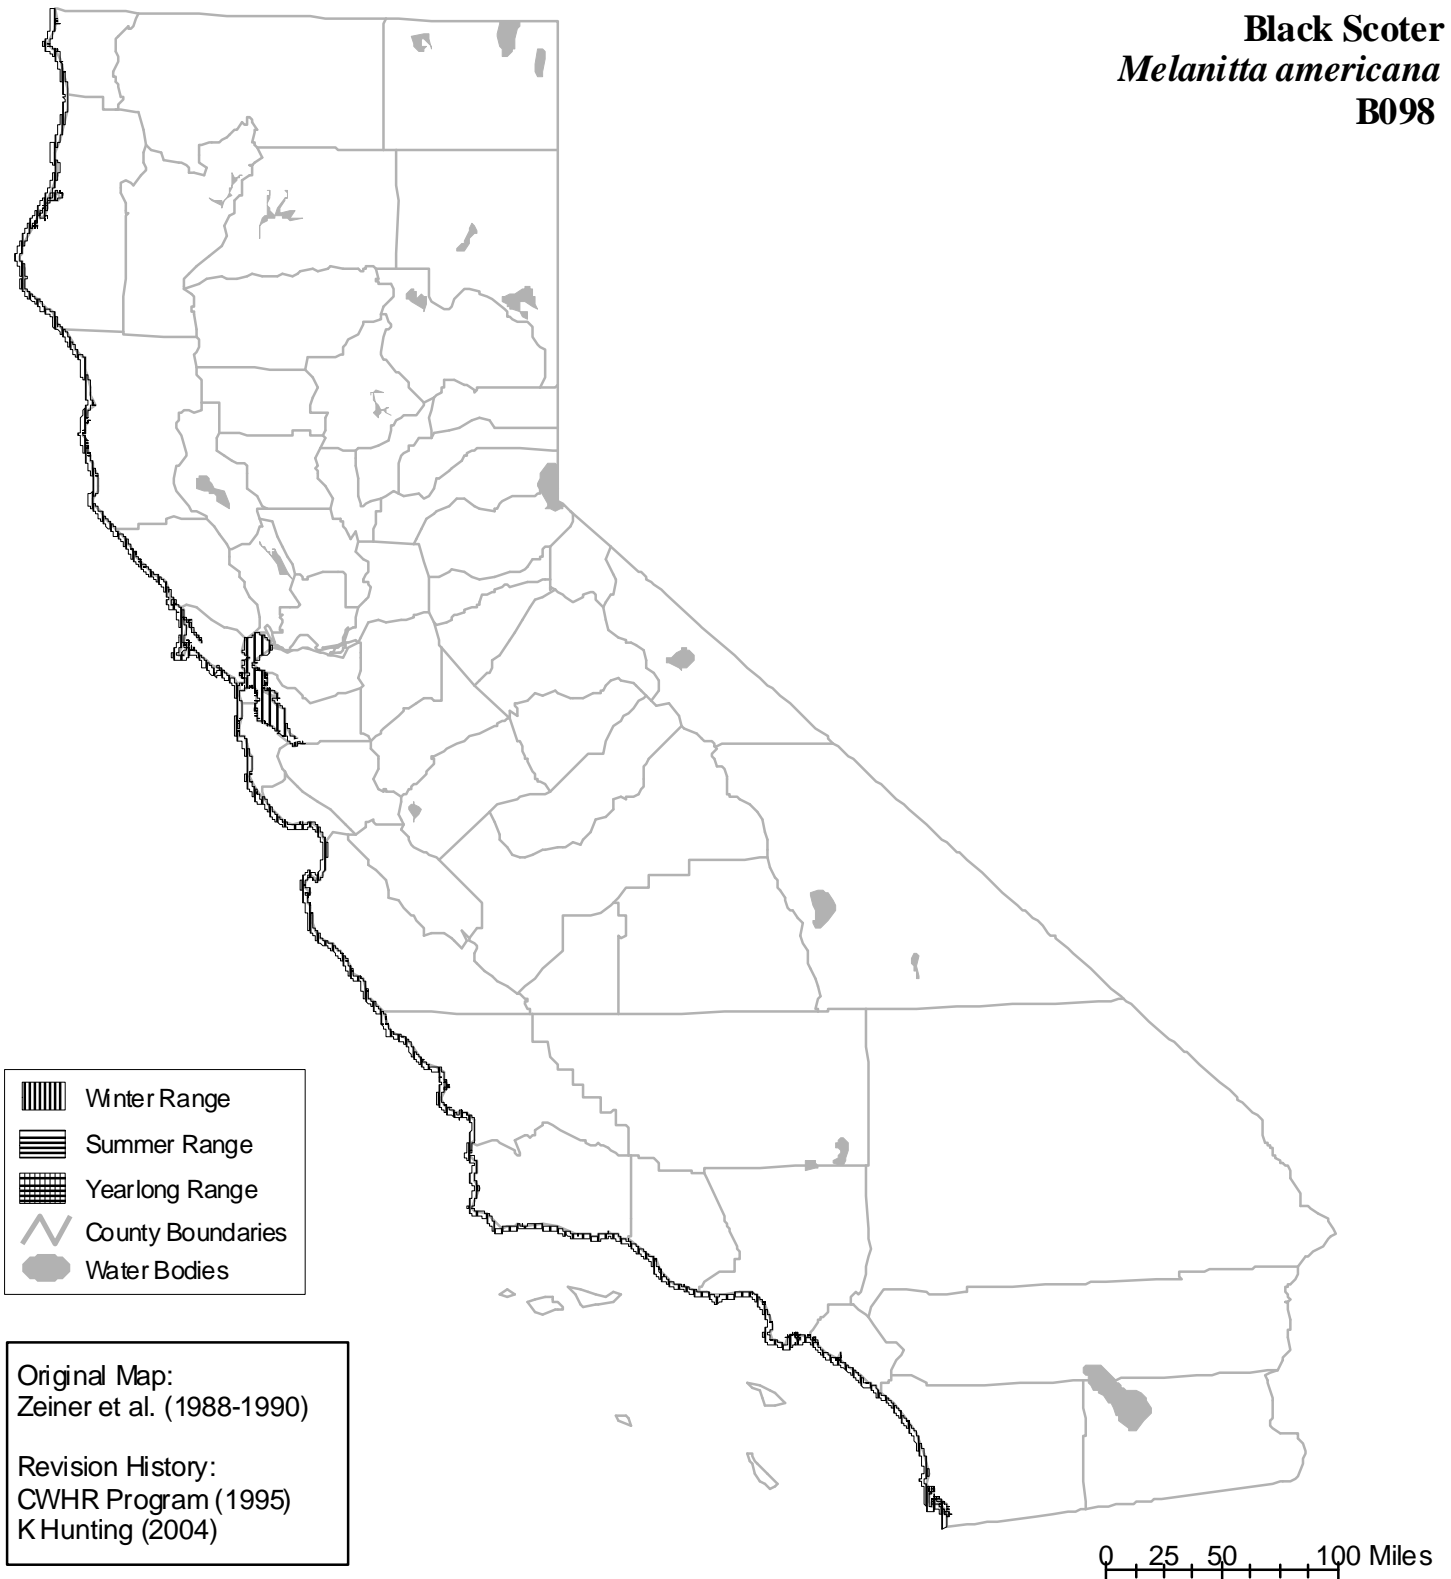 Black Scoter
Melanitta americana
B098
Winter Range
Summer Range
Yearlong Range
County Boundaries
Water Bodies
Original Map:
Zeiner et al. (1988-1990)
Revision History:
CWHR Program (1995)
K Hunting (2004)
0 25 50 100 Miles